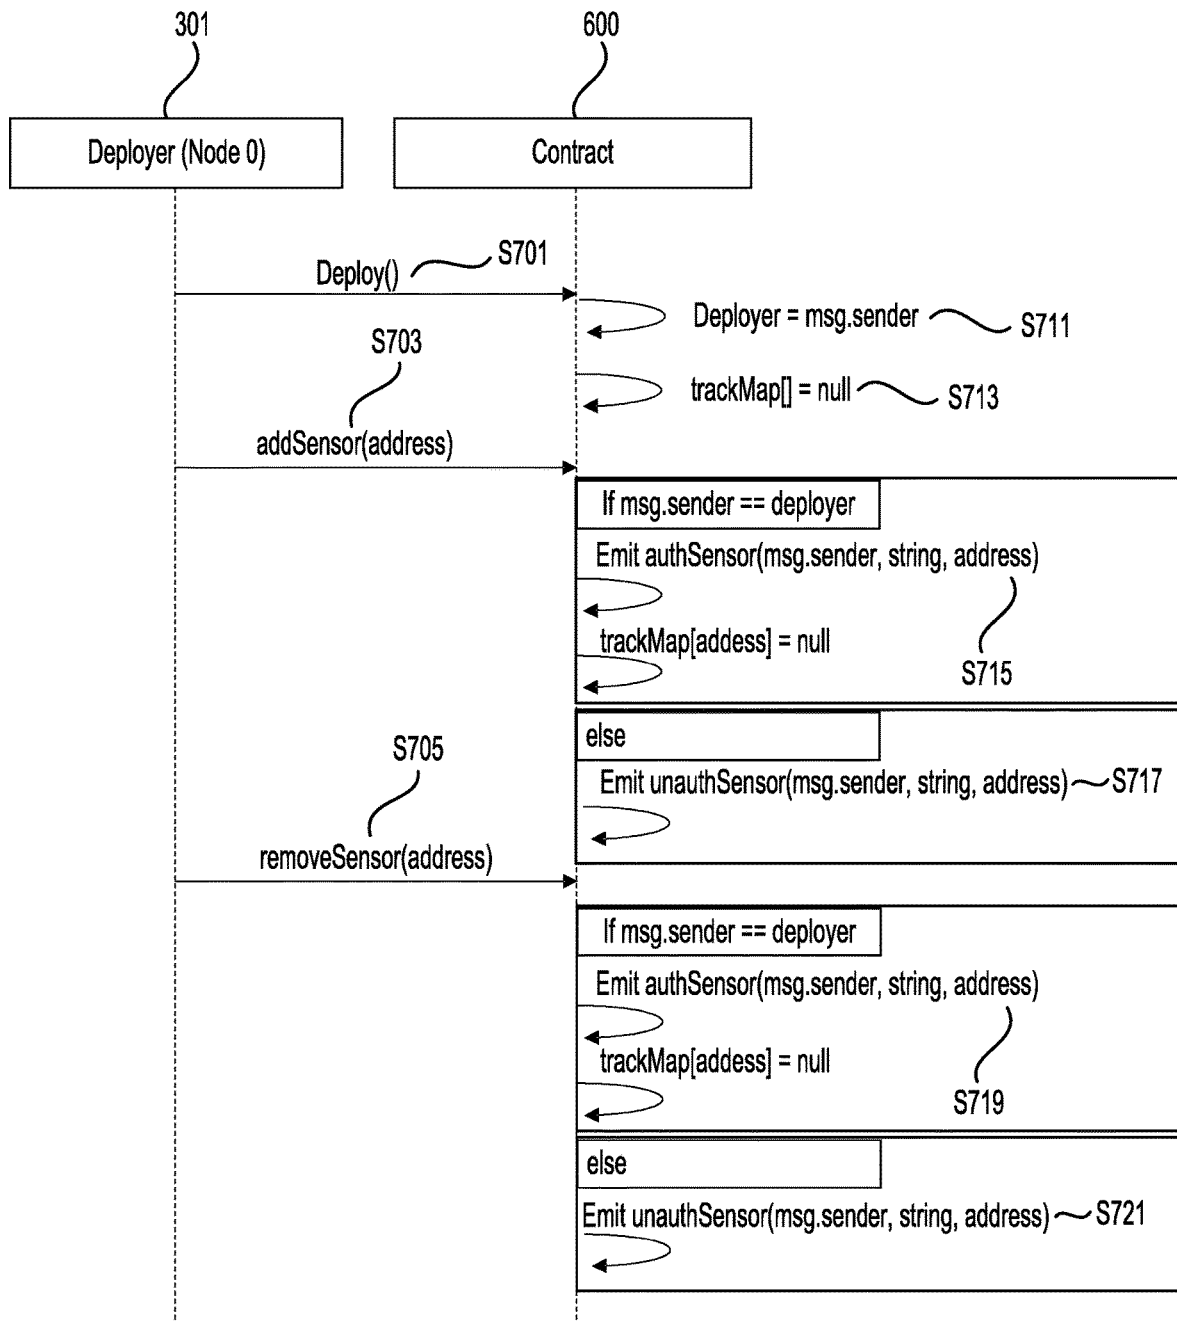 301
600
Deployer (Node 0)
Contract
Deploy()
S701
Deployer = msg.sender
S711
S703
trackMap[] = null
S713
addSensor(address)
If msg.sender == deployer
Emit authSensor(msg.sender, string, address)
trackMap[addess] = null
S715
else
S705
Emit unauthSensor(msg.sender, string, address)
S717
removeSensor(address)
If msg.sender == deployer
Emit authSensor(msg.sender, string, address)
trackMap[addess] = null
S719
else
Emit unauthSensor(msg.sender, string, address)
S721